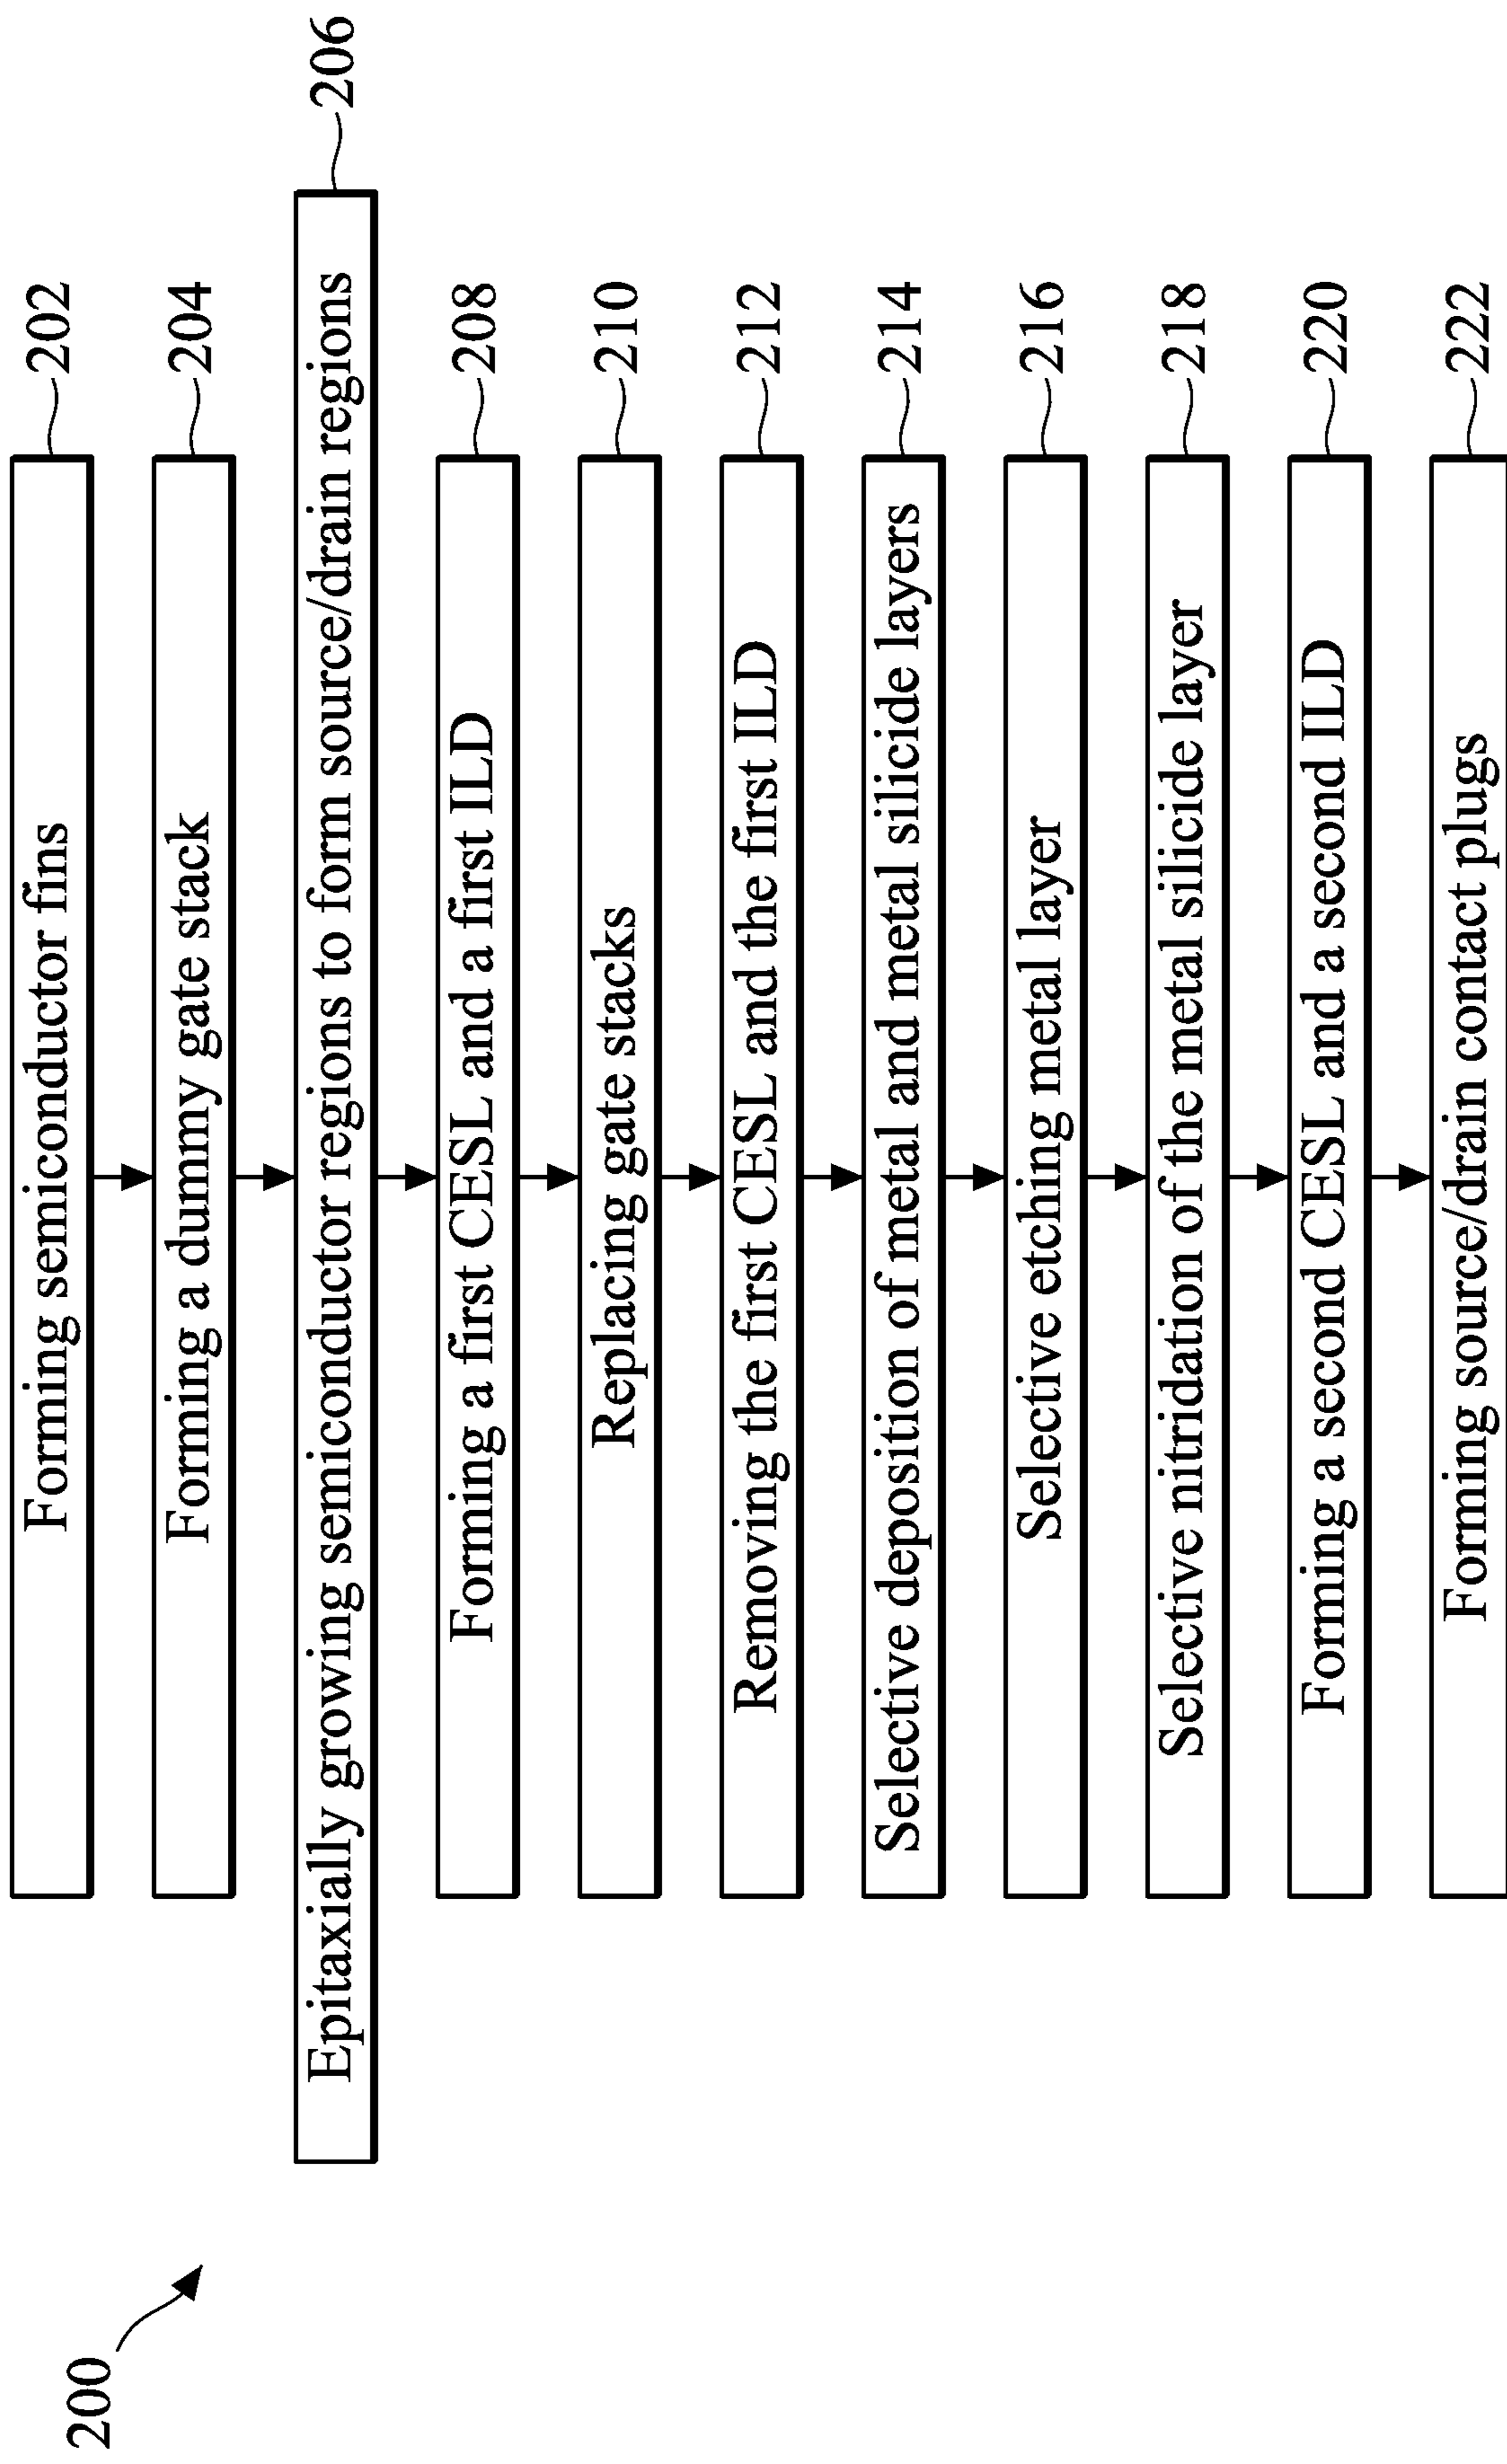 200
Forming semiconductor fins 202
Forming a dummy gate stack 204
Epitaxially growing semiconductor regions to form source/drain regions 206
Forming a first CESL and a first ILD 208
Replacing gate stacks 210
Removing the first CESL and the first ILD 212
Selective deposition of metal and metal silicide layers 214
Selective etching metal layer 216
Selective nitridation of the metal silicide layer 218
Forming a second CESL and a second ILD 220
Forming source/drain contact plugs 222